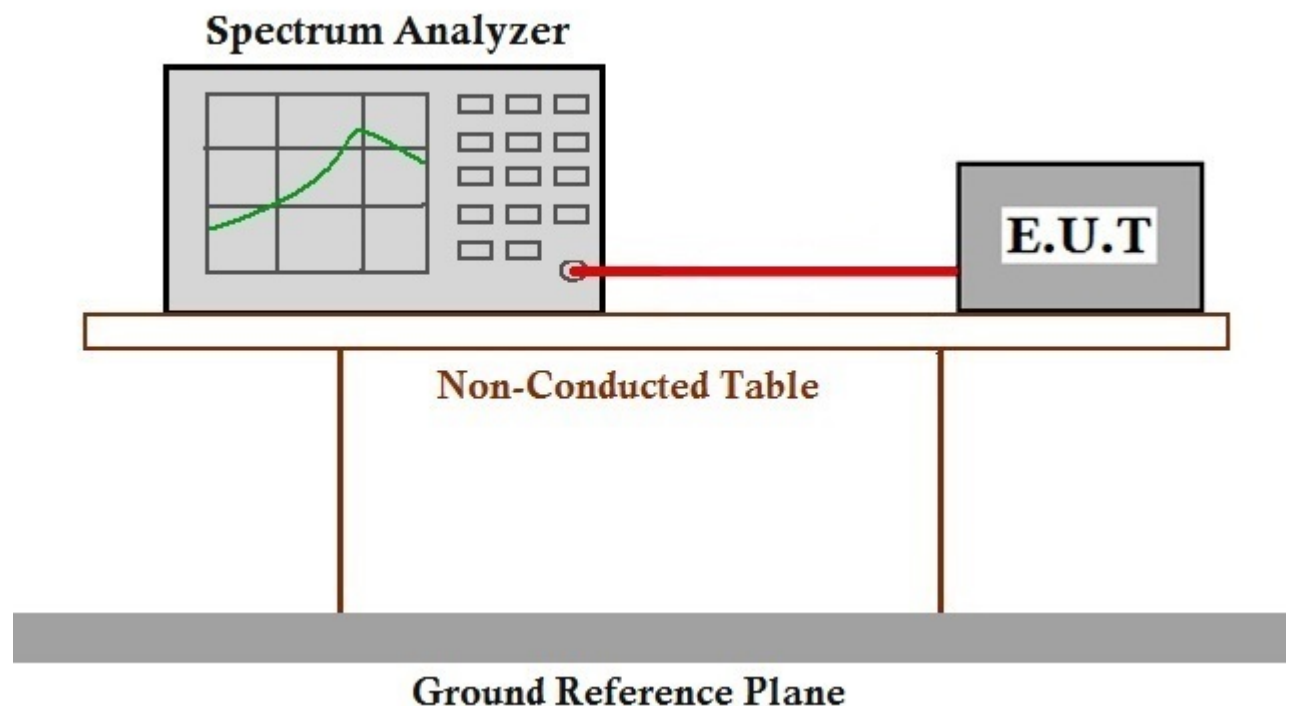 Spectrum Analyzer
E.U.T
Non-Conducted Table
Ground Reference Plane